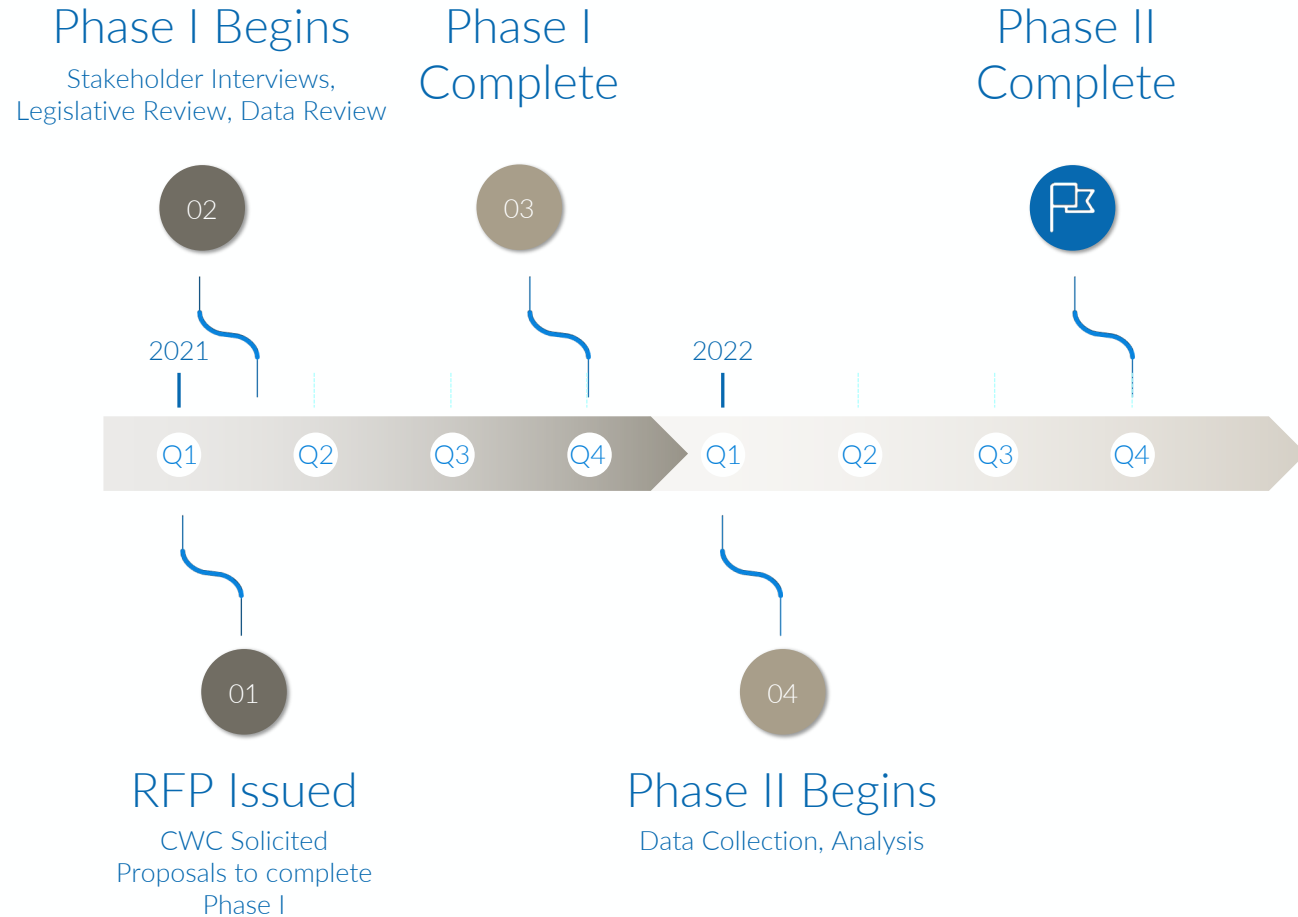 Phase I Begins
Stakeholder Interviews,
Legislative Review, Data Review
Phase I
Complete
Phase II
Complete
02
03
2021
2022
Q1
Q2
Q3
Q4
Q1
Q2
Q3
Q4
01
04
RFP Issued
CWC Solicited
Proposals to complete
Phase I
Phase II Begins
Data Collection, Analysis